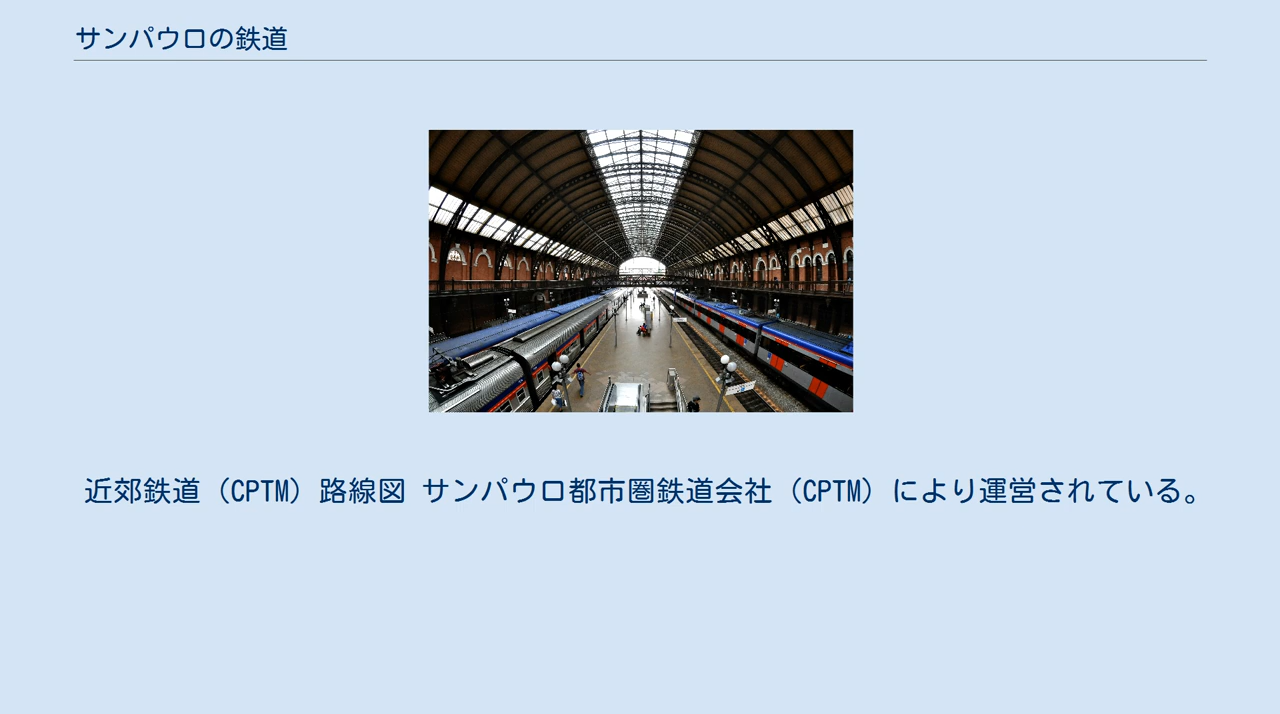 サンパウロの鉄道
近郊鉄道（CPTM）路線図 サンパウロ都市圏鉄道会社（CPTM）により運営されている。